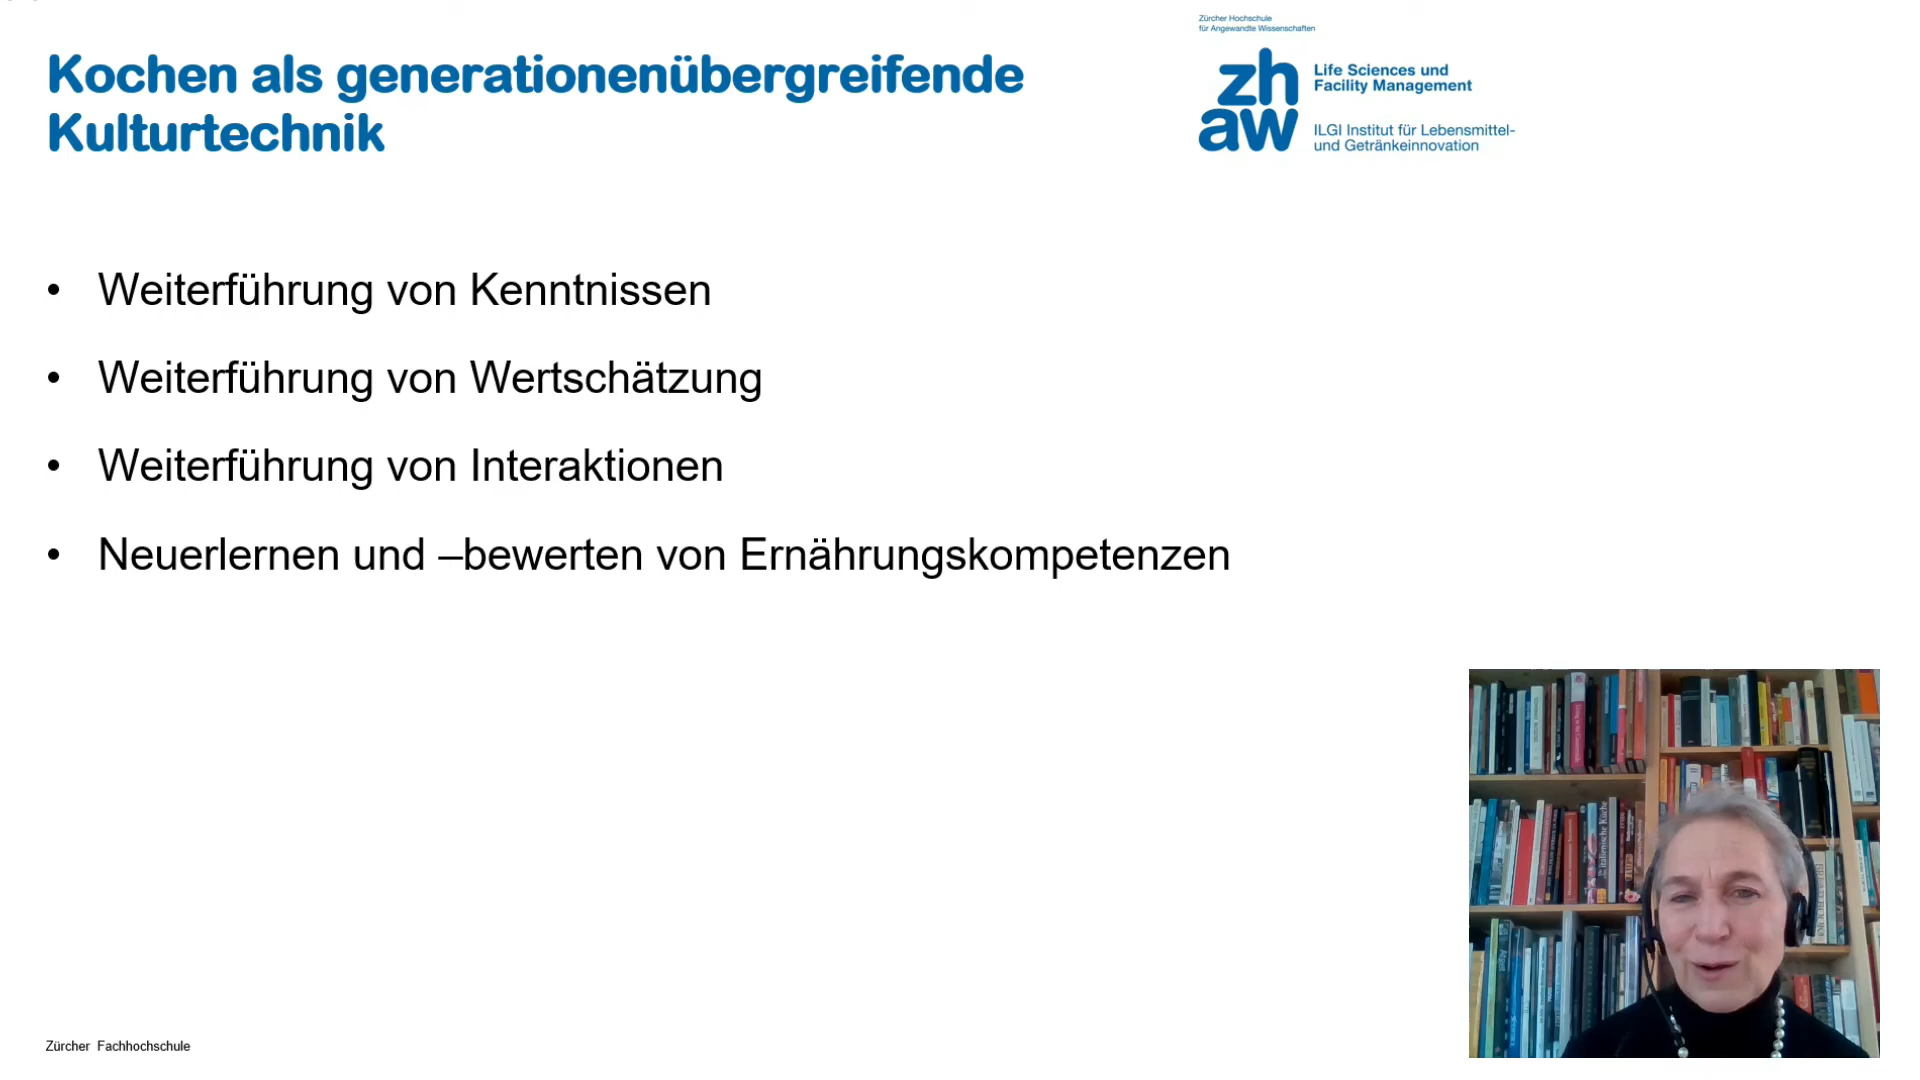 Zürcher Hochschule
für Angewandte Wissenschaften
Kochen als generationenübergreifende
Kulturtechnik
zh
aw
Life Sciences und
Facility Management
ILGI Institut für Lebensmittel-
und Getränkeinnovation
• Weiterführung von Kenntnissen
• Weiterführung von Wertschätzung
• Weiterführung von Interaktionen
• Neuerlernen und –bewerten von Ernährungskompetenzen
italienische Küche
Zürcher Fachhochschule